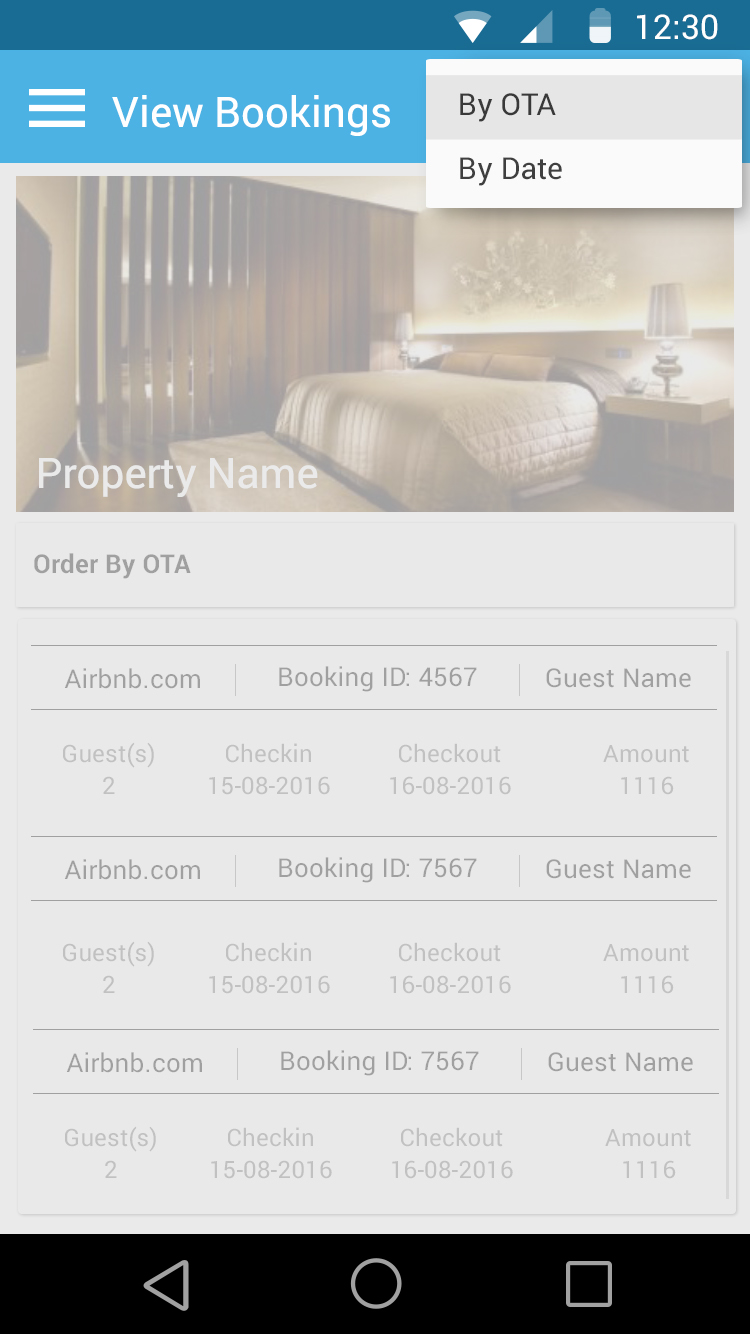 12:30
View Bookings
By OTA
By Date
Property Name
Order By OTA
Airbnb.com Booking ID: 4567 Guest Name
Guest(s) Checkin Checkout Amount
2 15-08-2016 16-08-2016 1116
Airbnb.com Booking ID: 7567 Guest Name
Guest(s) Checkin Checkout Amount
2 15-08-2016 16-08-2016 1116
Airbnb.com Booking ID: 7567 Guest Name
Guest(s) Checkin Checkout Amount
2 15-08-2016 16-08-2016 1116